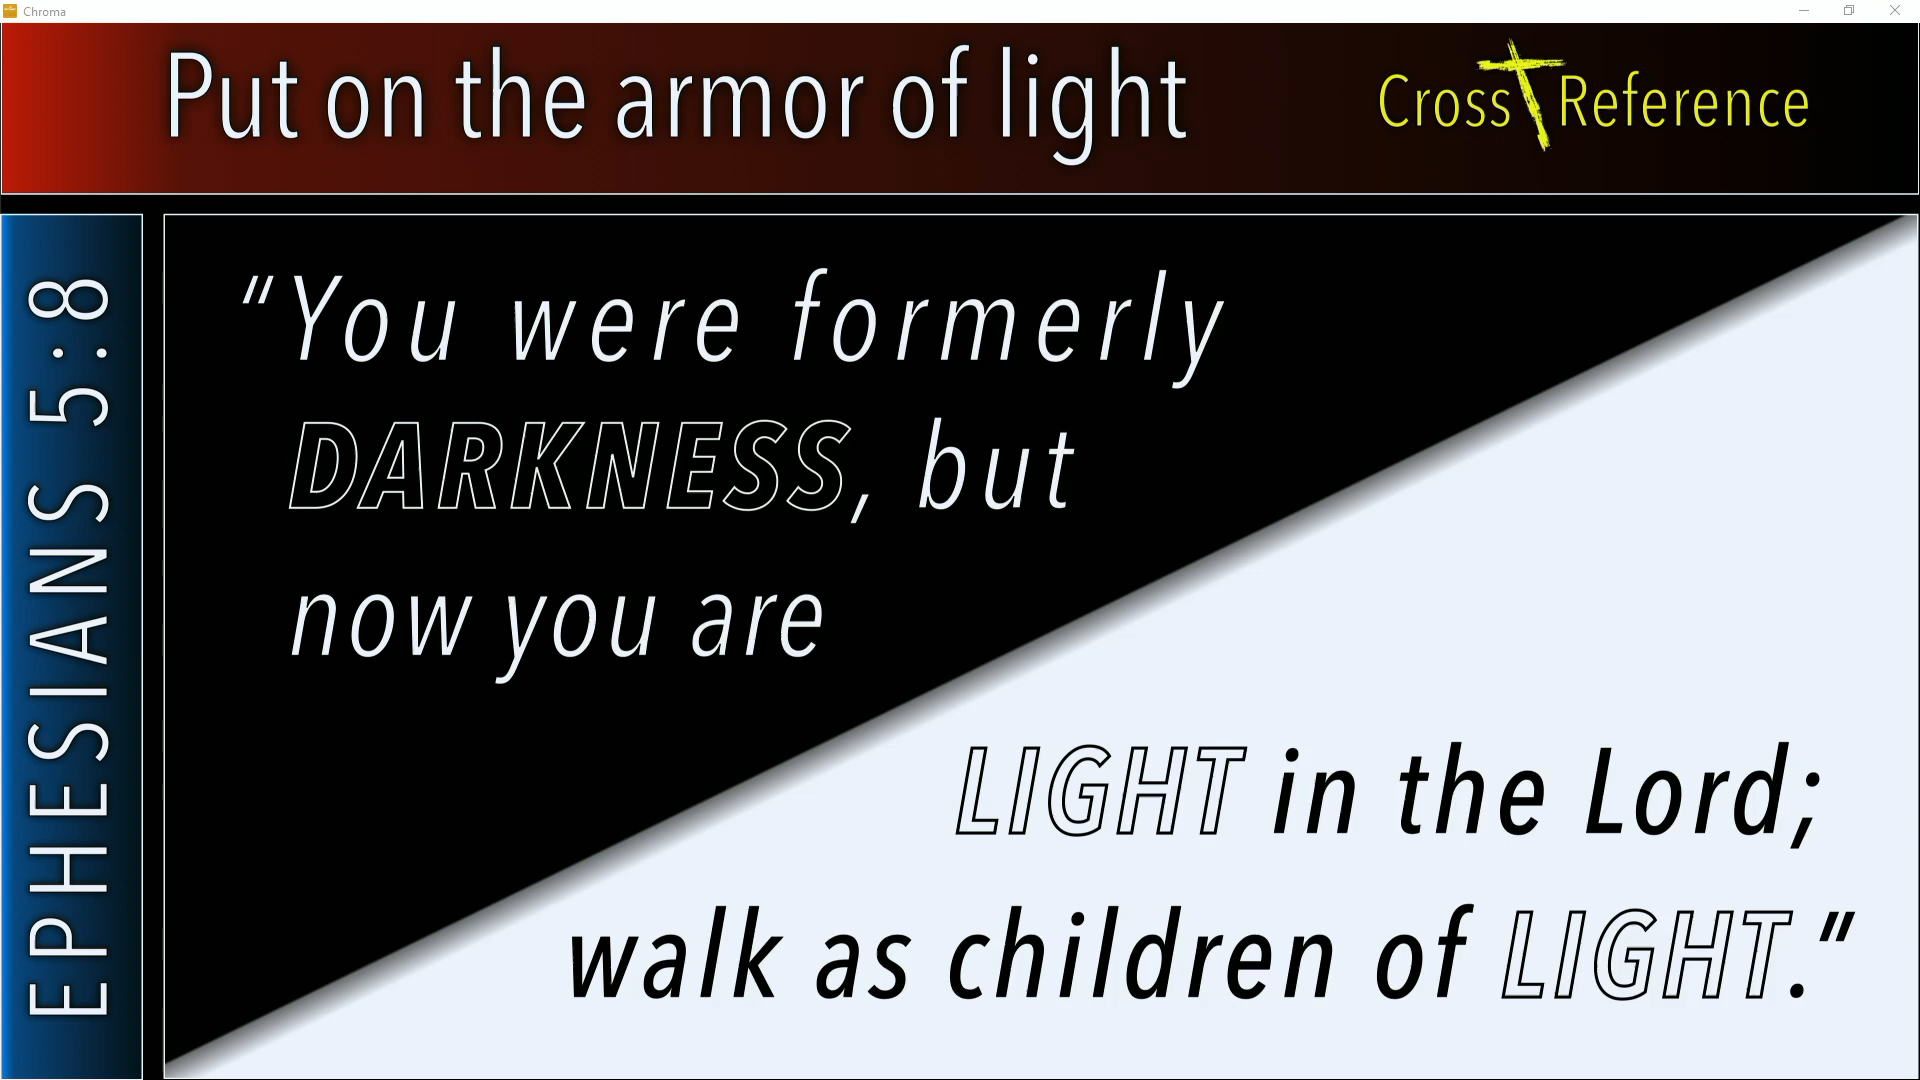 Chroma
Put on the armor of light
Cross Reference
EPHESIANS 5:8
“You were formerly
DARKNESS, but
now you are
LIGHT in the Lord;
walk as children of LIGHT.”